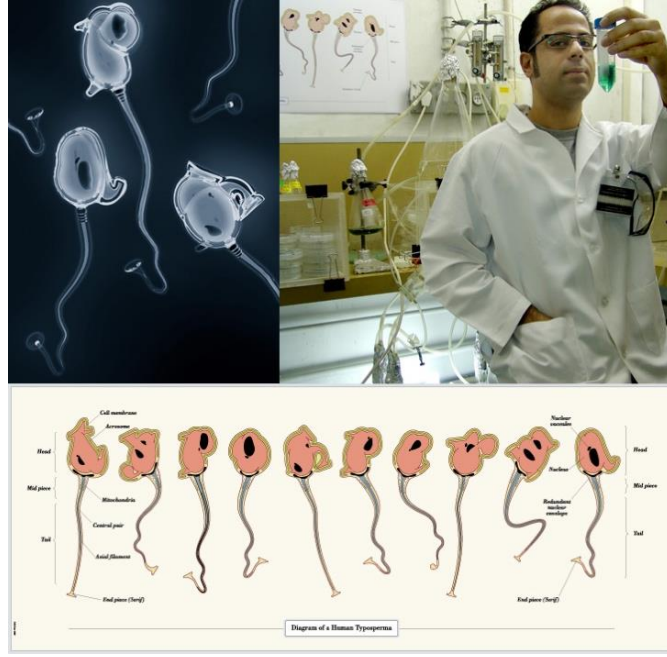 Cell membrane
Acrosome
Head
Mid piece
Mitochondria
Central pair
Tail
Axial filament
End piece (Serif)
Nuclear vacuoles
Head
Nucleus
Mid piece
Redundant
nuclear
envelope
Tail
End piece (Serif)
Diagram of a Human Typosperma